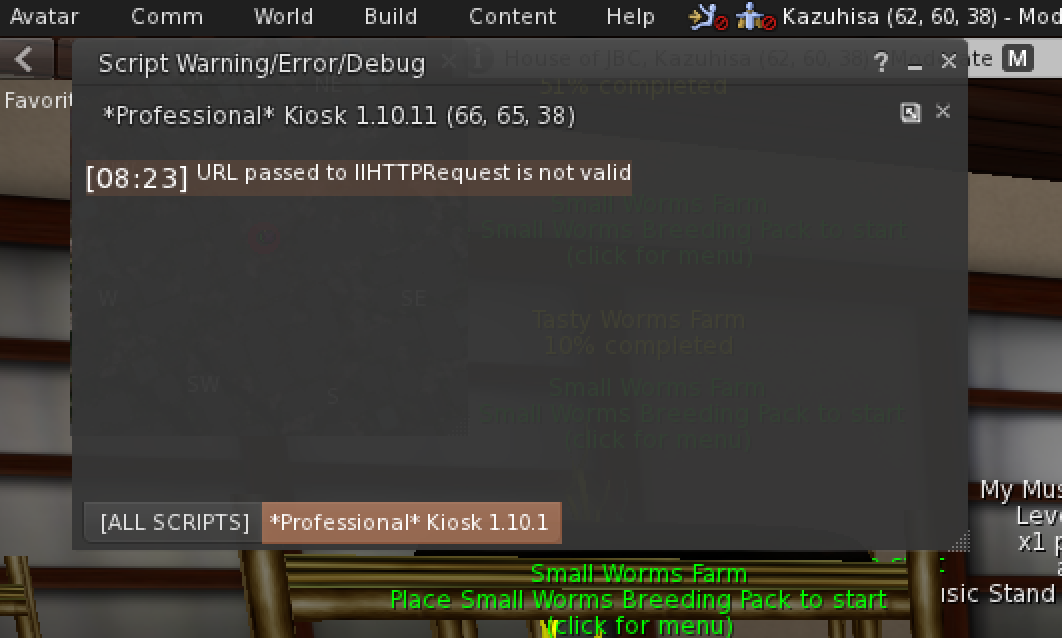 Avatar Comm World Build Content Help Kazuhisa (62, 60, 38) - Mod
House of JBC, Kazuhisa (62, 60, 38) - Moderate M
Script Warning/Error/Debug ? _ ×
Favorit
51% completed
*Professional* Kiosk 1.10.11 (66, 65, 38)
[08:23] URL passed to llHTTPRequest is not valid
Small Worms Farm
Small Worms Breeding Pack to start
(click for menu)
W
SE
Tasty Worms Farm
10% completed
SW
S
Small Worms Farm
Small Worms Breeding Pack to start
(click for menu)
My Mus
Leve
x1 p
[ALL SCRIPTS] *Professional* Kiosk 1.10.1
Small Worms Farm
Place Small Worms Breeding Pack to start
(click for menu)
usic Stand